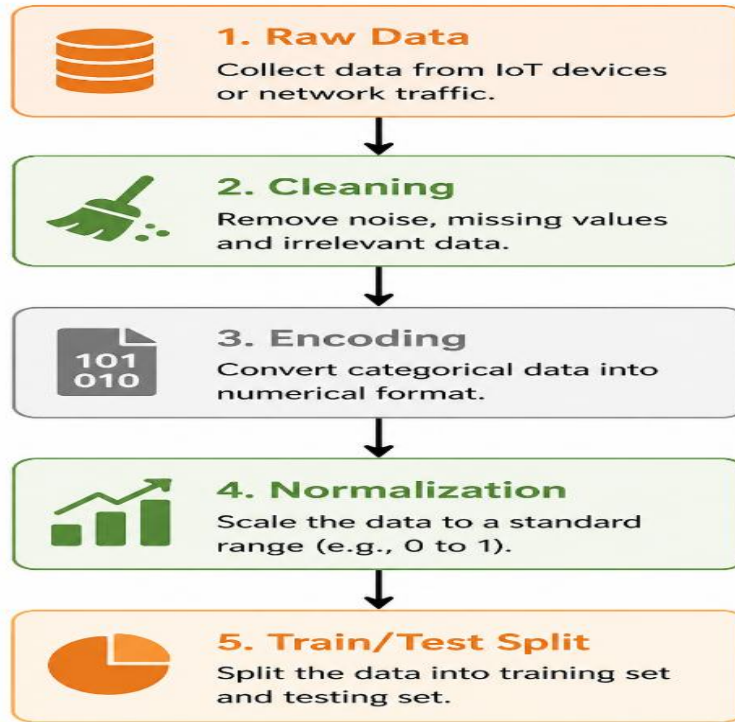 1. Raw Data
Collect data from IoT devices
or network traffic.
2. Cleaning
Remove noise, missing values
and irrelevant data.
101
010
3. Encoding
Convert categorical data into
numerical format.
4. Normalization
Scale the data to a standard
range (e.g., 0 to 1).
5. Train/Test Split
Split the data into training set
and testing set.